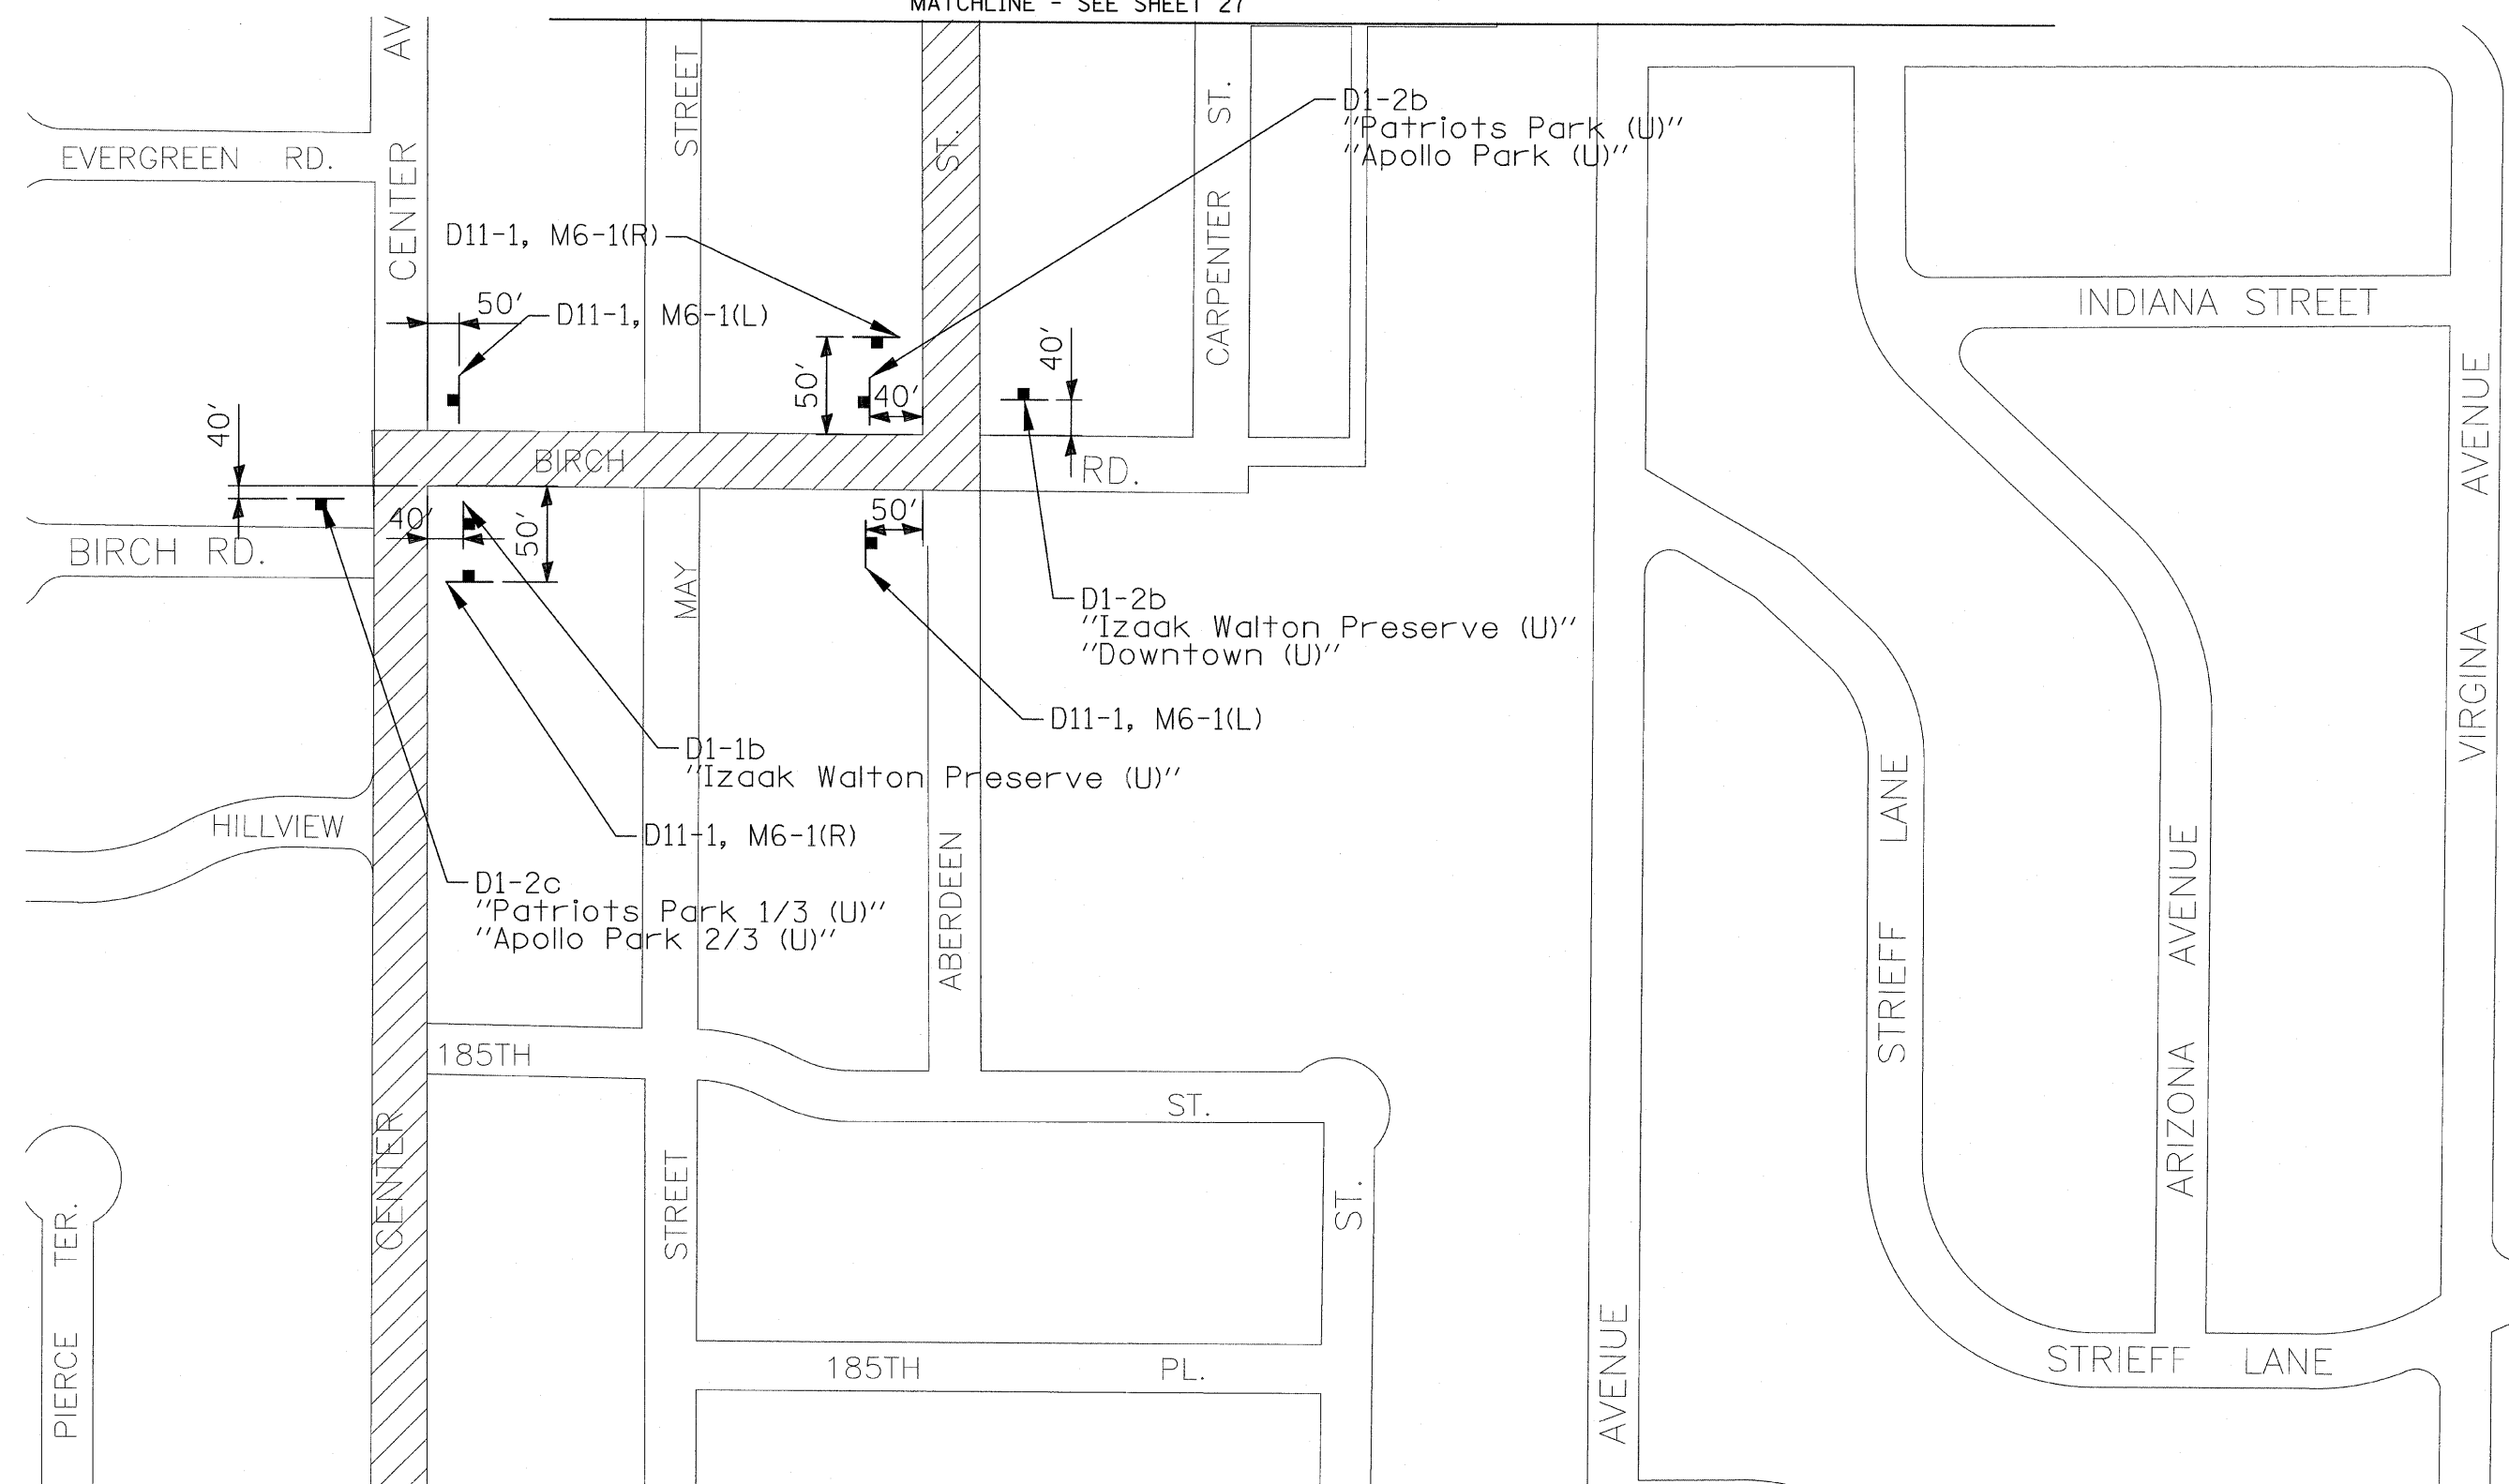 MATCHLINE - SEE SHEET 27
CENTER AV
STREET
ST.
CARPENTER ST.
EVERGREEN RD.
D1-2b
"Patriots Park (U)"
"Apollo Park (U)"
D11-1, M6-1(R)
50'
D11-1, M6-1(L)
INDIANA STREET
50'
40'
40'
VIRGINA AVENUE
40'
BIRCH
RD.
40'
50'
50'
BIRCH RD.
MAY
D1-2b
"Izaak Walton Preserve (U)"
"Downtown (U)"
D11-1, M6-1(L)
D1-1b
"Izaak Walton Preserve (U)"
HILLVIEW
D11-1, M6-1(R)
D1-2c
"Patriots Park 1/3 (U)"
"Apollo Park 2/3 (U)"
ABERDEEN
STRIEFF LANE
ARIZONA AVENUE
185TH
ST.
CENTER
STREET
ST.
PIERCE TER.
185TH PL.
AVENUE
STRIEFF LANE